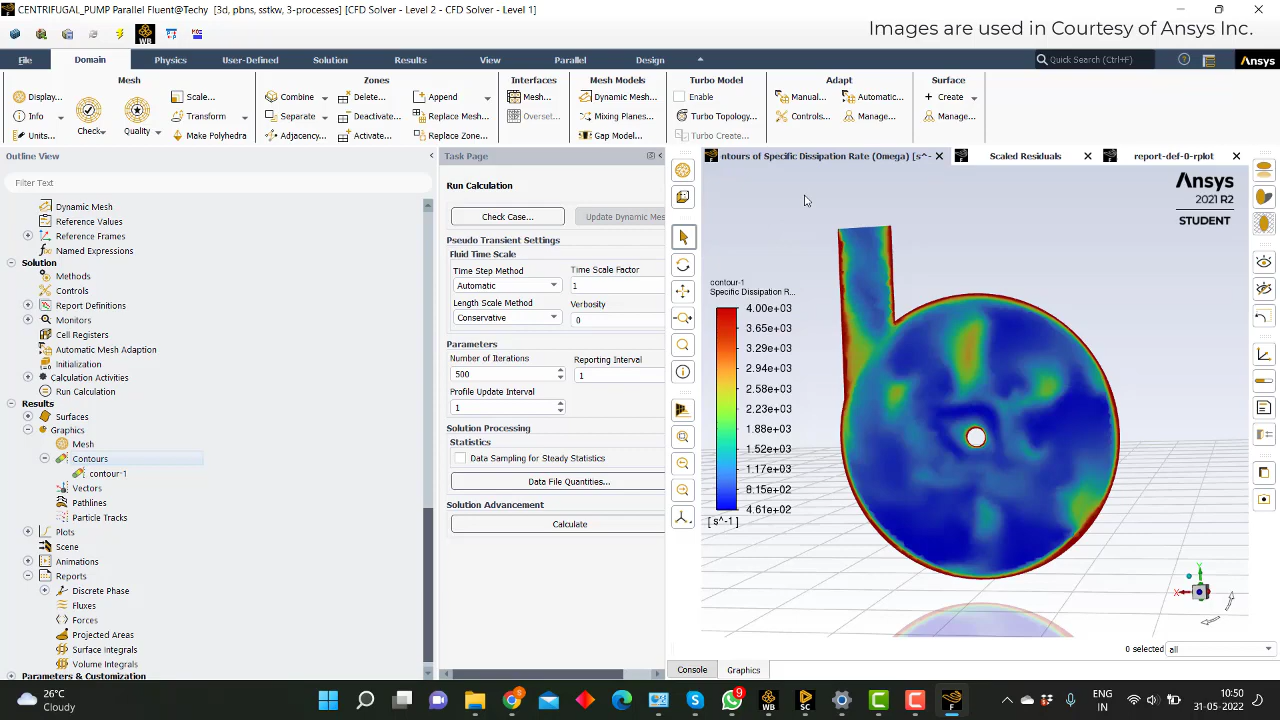 CENTRIFUGAL_PUMP Parallel Fluent@Techy [3d, pbns, sstkw, 3-processes] [CFD Solver - Level 2 - CFD Solver - Level 1]
Images are used in Courtesy of Ansys Inc.
File Domain Physics User-Defined Solution Results View Parallel Design
Quick Search (Ctrl+F)
Ansys
Mesh Zones Interfaces Mesh Models Turbo Model Adapt Surface
Display... Scale... Combine Delete... Append Mesh... Dynamic Mesh... Enable Manual... Automatic... Create
Info Transform Separate Deactivate... Replace Mesh... Overset... Mixing Planes... Turbo Topology... Controls... Manage... Manage...
Units... Check Quality Make Polyhedra Adjacency... Activate... Replace Zone... Gap Model... Turbo Create...
Outline View
Filter Text
Dynamic Mesh
Reference Values
Reference Frames
Named Expressions
Solution
Methods
Controls
Report Definitions
Monitors
Cell Registers
Automatic Mesh Adaption
Initialization
Calculation Activities
Run Calculation
Results
Surfaces
Graphics
Mesh
Contours
contour-1
Vectors
Pathlines
Particle Tracks
Plots
Scene
Animations
Reports
Discrete Phase
Fluxes
Forces
Projected Areas
Surface Integrals
Volume Integrals
Parameters & Customization
Task Page
Run Calculation
Check Case... Update Dynamic Mes
Pseudo Transient Settings
Fluid Time Scale
Time Step Method Time Scale Factor
Automatic 1
Length Scale Method Verbosity
Conservative 0
Parameters
Number of Iterations Reporting Interval
500 1
Profile Update Interval
1
Solution Processing
Statistics
Data Sampling for Steady Statistics
Data File Quantities...
Solution Advancement
Calculate
ntours of Specific Dissipation Rate (Omega) [s^- Scaled Residuals report-def-0-rplot
Ansys
2021 R2
STUDENT
contour-1
Specific Dissipation R...
4.00e+03
3.65e+03
3.29e+03
2.94e+03
2.58e+03
2.23e+03
1.88e+03
1.52e+03
1.17e+03
8.15e+02
4.61e+02
[ s^-1 ]
Y
X
0 selected all
Console Graphics
26°C
Cloudy
9
WB
SC
ENG
IN
10:50
31-05-2022